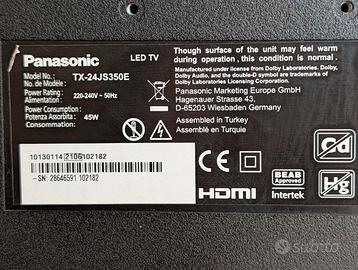 Panasonic LED TV
Model No.: TX-24JS350E
No. de Modèle:
Power Rating : 220-240V ~ 50Hz
Alimentation :
Power Consumption :
Potenza Assorbita : 45W
Though surface of the unit may feel warm
during operation, this condition is normal.
Manufactured under license from Dolby Laboratories. Dolby,
Dolby Audio, and the double-D symbol are trademarks of
Dolby Laboratories.
Panasonic Marketing Europe GmbH
Hagenauer Strasse 43
D-65203 Wiesbaden Germany
Assembled in Turkey
Assemblé en Turquie
10130114 2106 102182
-SN: 28646591 102182
CE
HDMI
BEAB
Approved
Intertek
Cd
Hg
subito